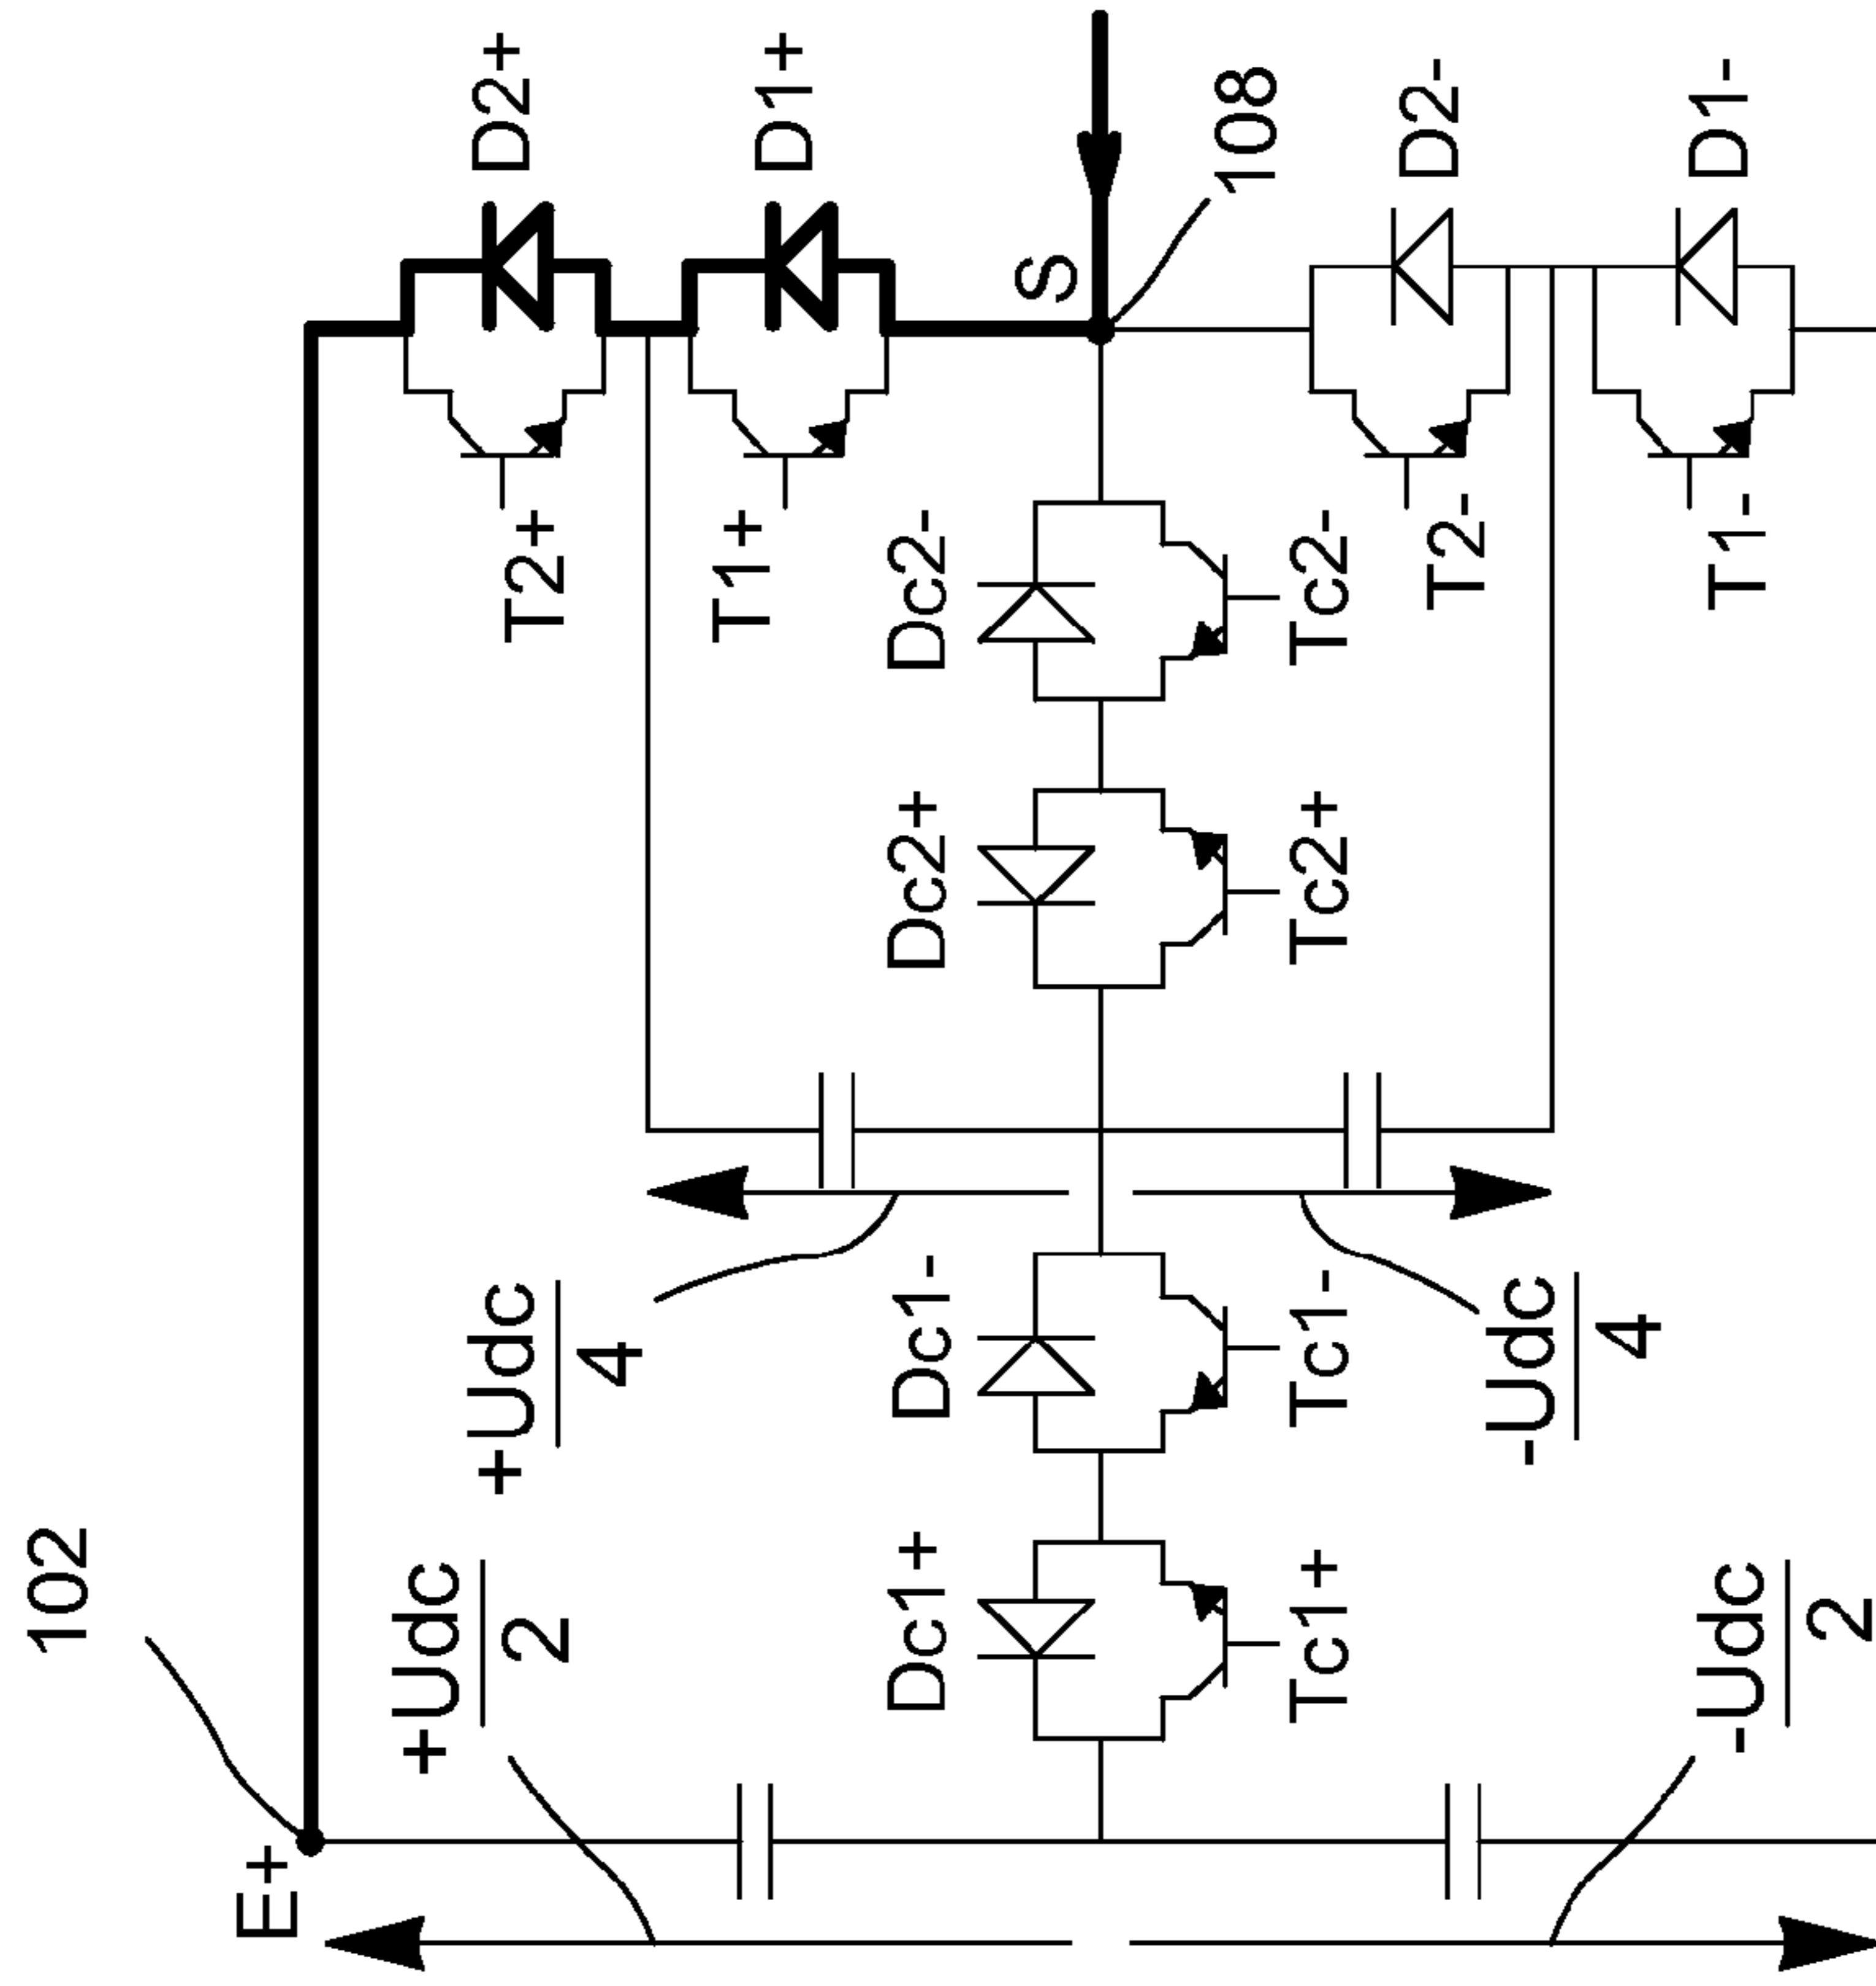 102
E+
+Udc
2
+Udc
4
D2+
T2+
D1+
T1+
Dc1+
Dc1-
Dc2+
Dc2-
S
108
Tc1+
Tc1-
Tc2+
Tc2-
D2-
T2-
-Udc
4
D1-
T1-
-Udc
2